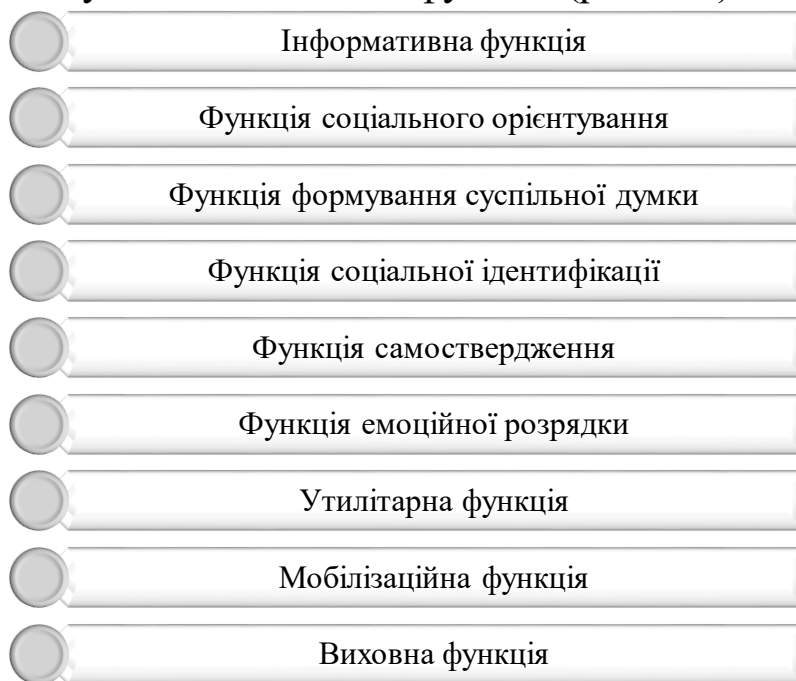 Інформативна функція
Функція соціального орієнтування
Функція формування суспільної думки
Функція соціальної ідентифікації
Функція самоствердження
Функція емоційної розрядки
Утилітарна функція
Мобілізаційна функція
Виховна функція